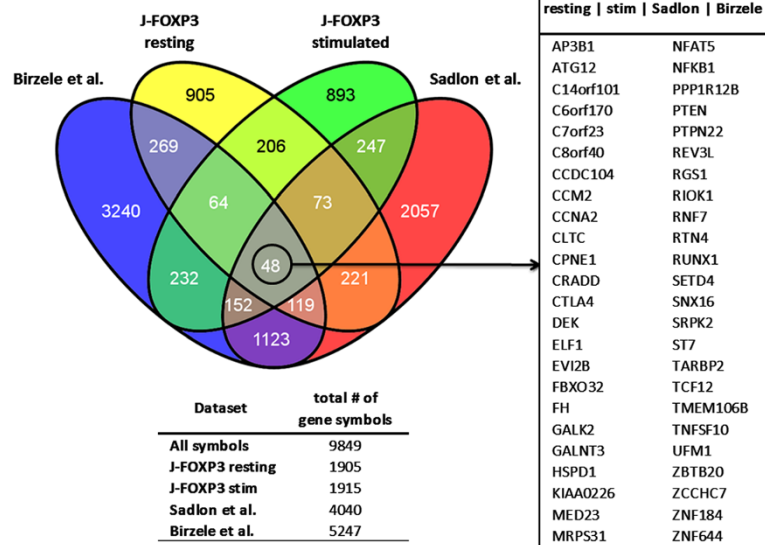 J-FOXP3
resting
J-FOXP3
stimulated
Birzele et al.
Sadlon et al.
905
893
269
206
247
3240
64
73
2057
232
48
221
152
119
1123
Dataset
total # of
gene symbols
All symbols 9849
J-FOXP3 resting 1905
J-FOXP3 stim 1915
Sadlon et al. 4040
Birzele et al. 5247
resting | stim | Sadlon | Birzele
AP3B1 NFAT5
ATG12 NFKB1
C14orf101 PPP1R12B
C6orf170 PTEN
C7orf23 PTPN22
C8orf40 REV3L
CCDC104 RGS1
CCM2 RIOK1
CCNA2 RNF7
CLTC RTN4
CPNE1 RUNX1
CRADD SETD4
CTLA4 SNX16
DEK SRPK2
ELF1 ST7
EVI2B TARBP2
FBXO32 TCF12
FH TMEM106B
GALK2 TNFSF10
GALNT3 UFM1
HSPD1 ZBTB20
KIAA0226 ZCCHC7
MED23 ZNF184
MRPS31 ZNF644